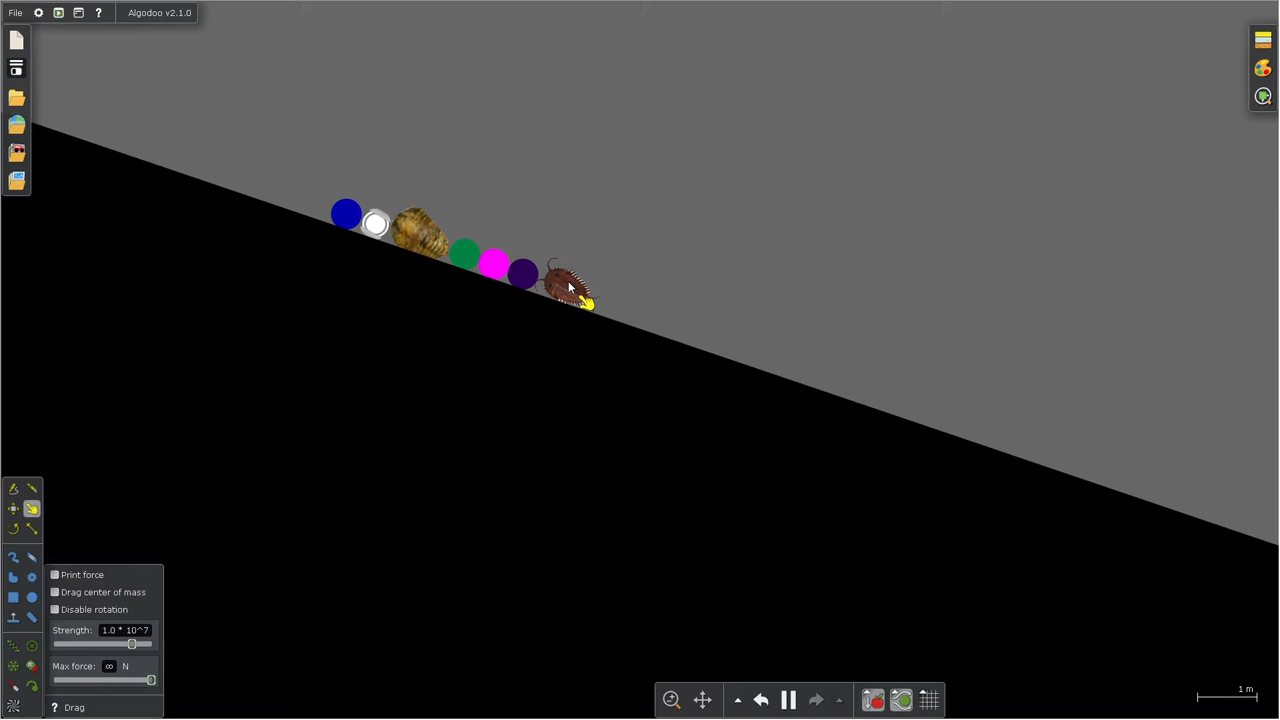 File ? Algodoo v2.1.0
Print force
Drag center of mass
Disable rotation
Strength: 1.0 * 10^7
Max force: ∞ N
? Drag
1 m